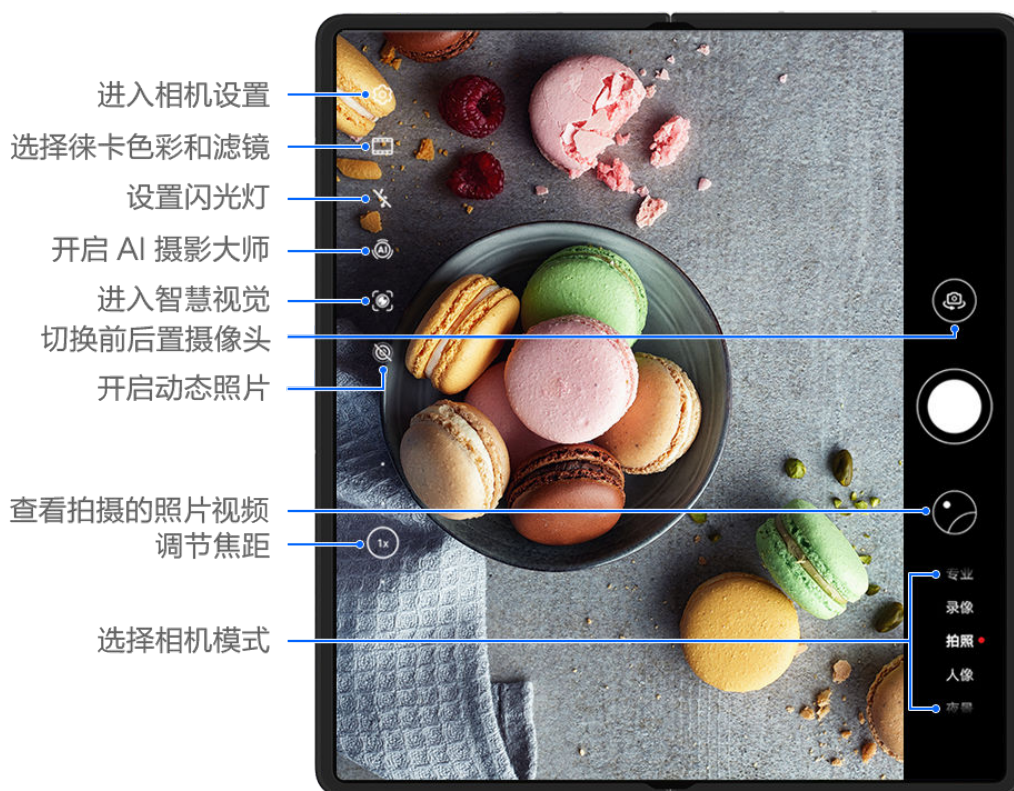 进入相机设置
选择徕卡色彩和滤镜
设置闪光灯
开启 AI 摄影大师
AI
进入智慧视觉
切换前后置摄像头
开启动态照片
查看拍摄的照片视频
调节焦距
1x
专业
录像
拍照
人像
夜景
选择相机模式